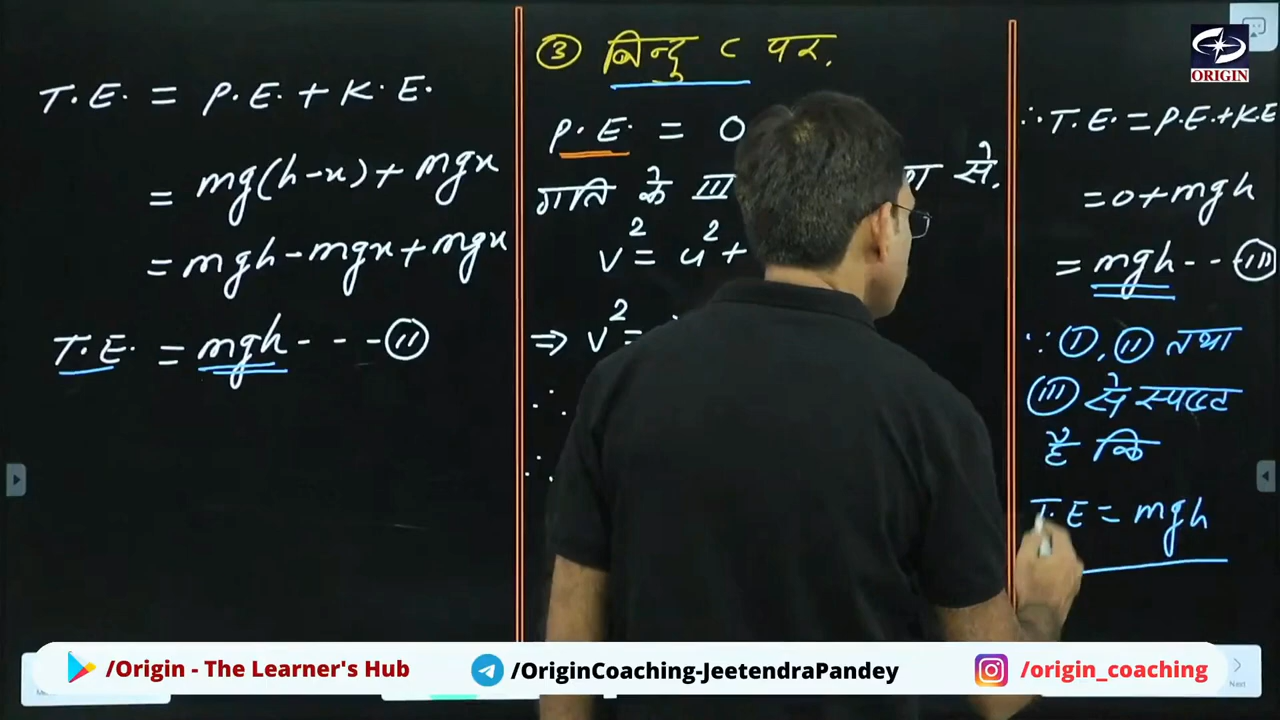 T.E. = P.E. + K.E.
= mg(h-x) + mgx
= mgh - mgx + mgx
T.E. = mgh - - - (II)
③ बिन्दु C पर.
P.E. = 0
गति के III से.
v² = u² +
⇒ v² =
∴
∴
∴ T.E. = P.E. + K.E
= 0 + mgh
= mgh - - - (III)
∵ (I), (II) तथा
(III) से स्पष्ट
है कि
T.E = mgh
ORIGIN
/Origin - The Learner's Hub
/OriginCoaching-JeetendraPandey
/origin_coaching
Next